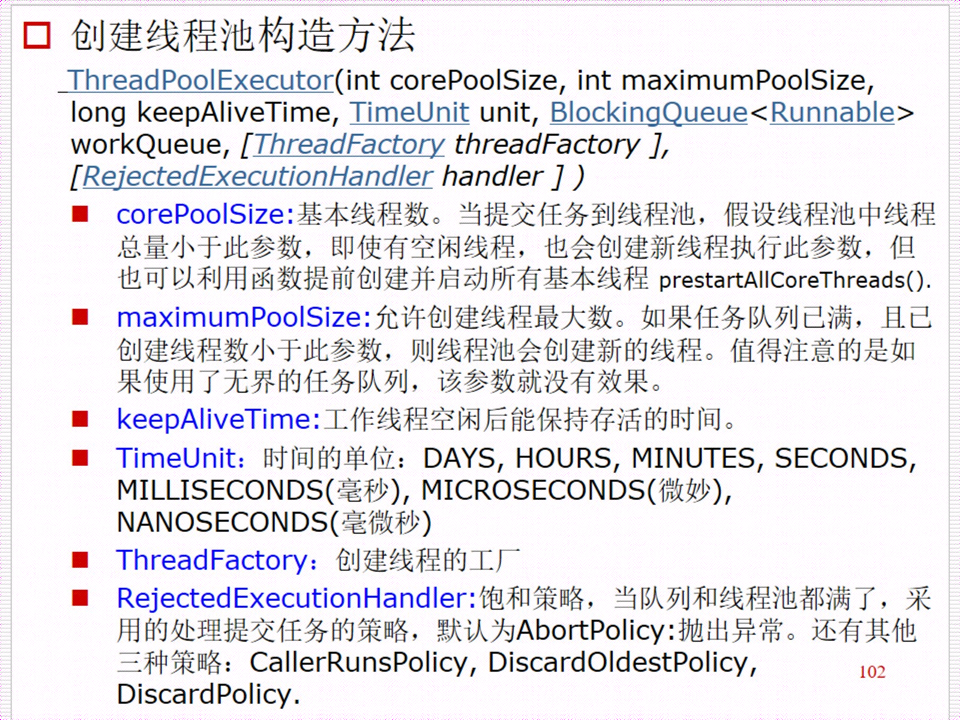 创建线程池构造方法
ThreadPoolExecutor(int corePoolSize, int maximumPoolSize,
long keepAliveTime, TimeUnit unit, BlockingQueue<Runnable>
workQueue, [ThreadFactory threadFactory ],
[RejectedExecutionHandler handler ] )
corePoolSize:基本线程数。当提交任务到线程池，假设线程池中线程
总量小于此参数，即使有空闲线程，也会创建新线程执行此参数，但
也可以利用函数提前创建并启动所有基本线程 prestartAllCoreThreads().
maximumPoolSize:允许创建线程最大数。如果任务队列已满，且已
创建线程数小于此参数，则线程池会创建新的线程。值得注意的是如
果使用了无界的任务队列，该参数就没有效果。
keepAliveTime:工作线程空闲后能保持存活的时间。
TimeUnit：时间的单位：DAYS, HOURS, MINUTES, SECONDS,
MILLISECONDS(毫秒), MICROSECONDS(微妙),
NANOSECONDS(毫微秒)
ThreadFactory：创建线程的工厂
RejectedExecutionHandler:饱和策略，当队列和线程池都满了，采
用的处理提交任务的策略，默认为AbortPolicy:抛出异常。还有其他
三种策略：CallerRunsPolicy, DiscardOldestPolicy,
DiscardPolicy.
102